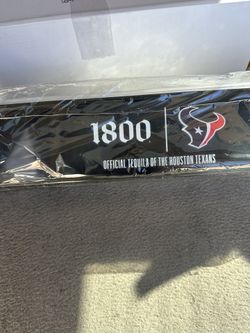 1800
OFFICIAL TEQUILA OF THE HOUSTON TEXANS